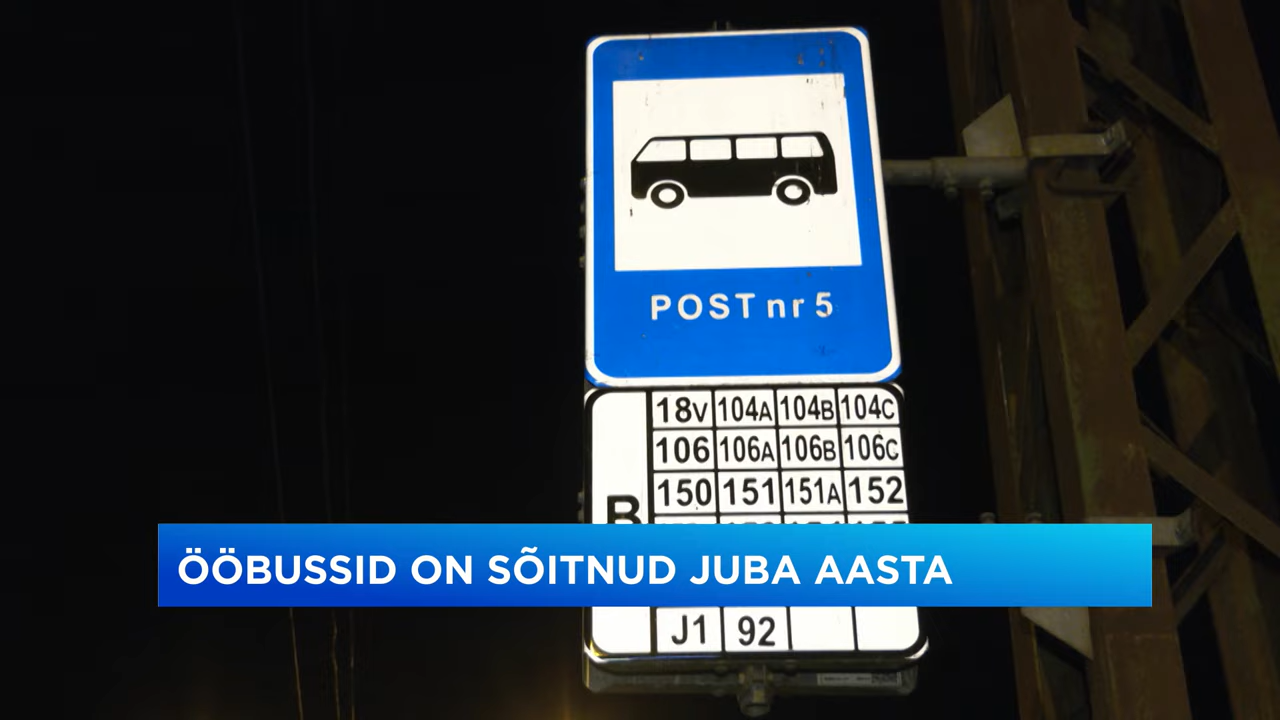 POST nr 5
18V 104A 104B 104C
106 106A 106B 106C
150 151 151A 152
B
ÖÖBUSSID ON SÕITNUD JUBA AASTA
J1 92